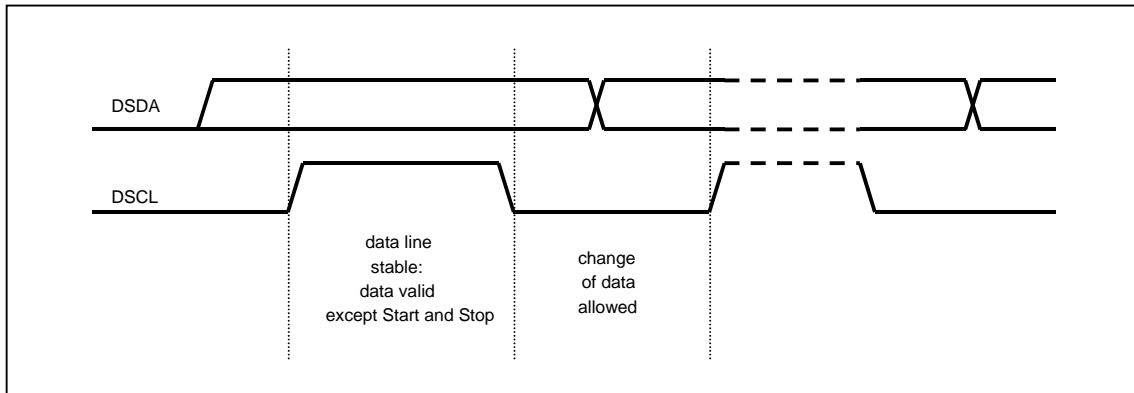 DSDA
DSCL
data line
stable:
data valid
except Start and Stop
change
of data
allowed